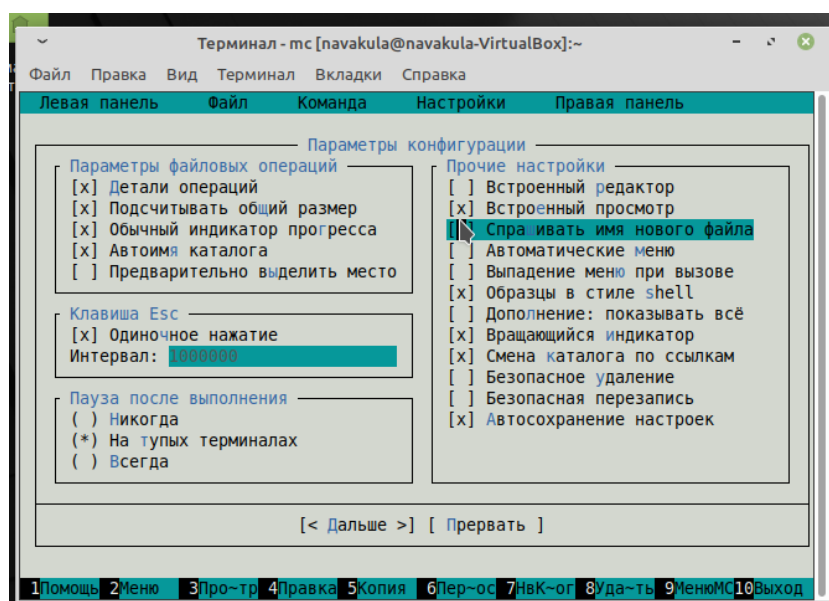 Терминал - mc [navakula@navakula-VirtualBox]:~
Файл Правка Вид Терминал Вкладки Справка
Левая панель Файл Команда Настройки Правая панель
Параметры конфигурации
Параметры файловых операций
[x] Детали операций
[x] Подсчитывать общий размер
[x] Обычный индикатор прогресса
[x] Автоимя каталога
[ ] Предварительно выделить место
Клавиша Esc
[x] Одиночное нажатие
Интервал: 1000000
Пауза после выполнения
( ) Никогда
(*) На тупых терминалах
( ) Всегда
Прочие настройки
[ ] Встроенный редактор
[x] Встроенный просмотр
[ ] Спрашивать имя нового файла
[ ] Автоматические меню
[ ] Выпадение меню при вызове
[x] Образцы в стиле shell
[ ] Дополнение: показывать всё
[x] Вращающийся индикатор
[x] Смена каталога по ссылкам
[ ] Безопасное удаление
[ ] Безопасная перезапись
[x] Автосохранение настроек
[< Дальше >] [ Прервать ]
1Помощь 2Меню 3Про~тр 4Правка 5Копия 6Пер~ос 7НвК~ог 8Уда~ть 9МенюМС 10Выход